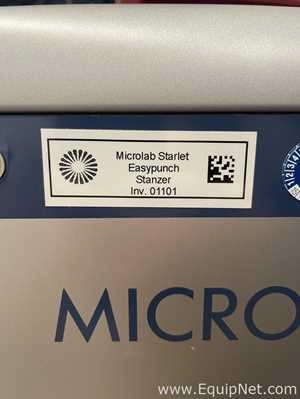 Microlab Starlet
Easypunch
Stanzer
Inv. 01101
MICRO
www.EquipNet.com